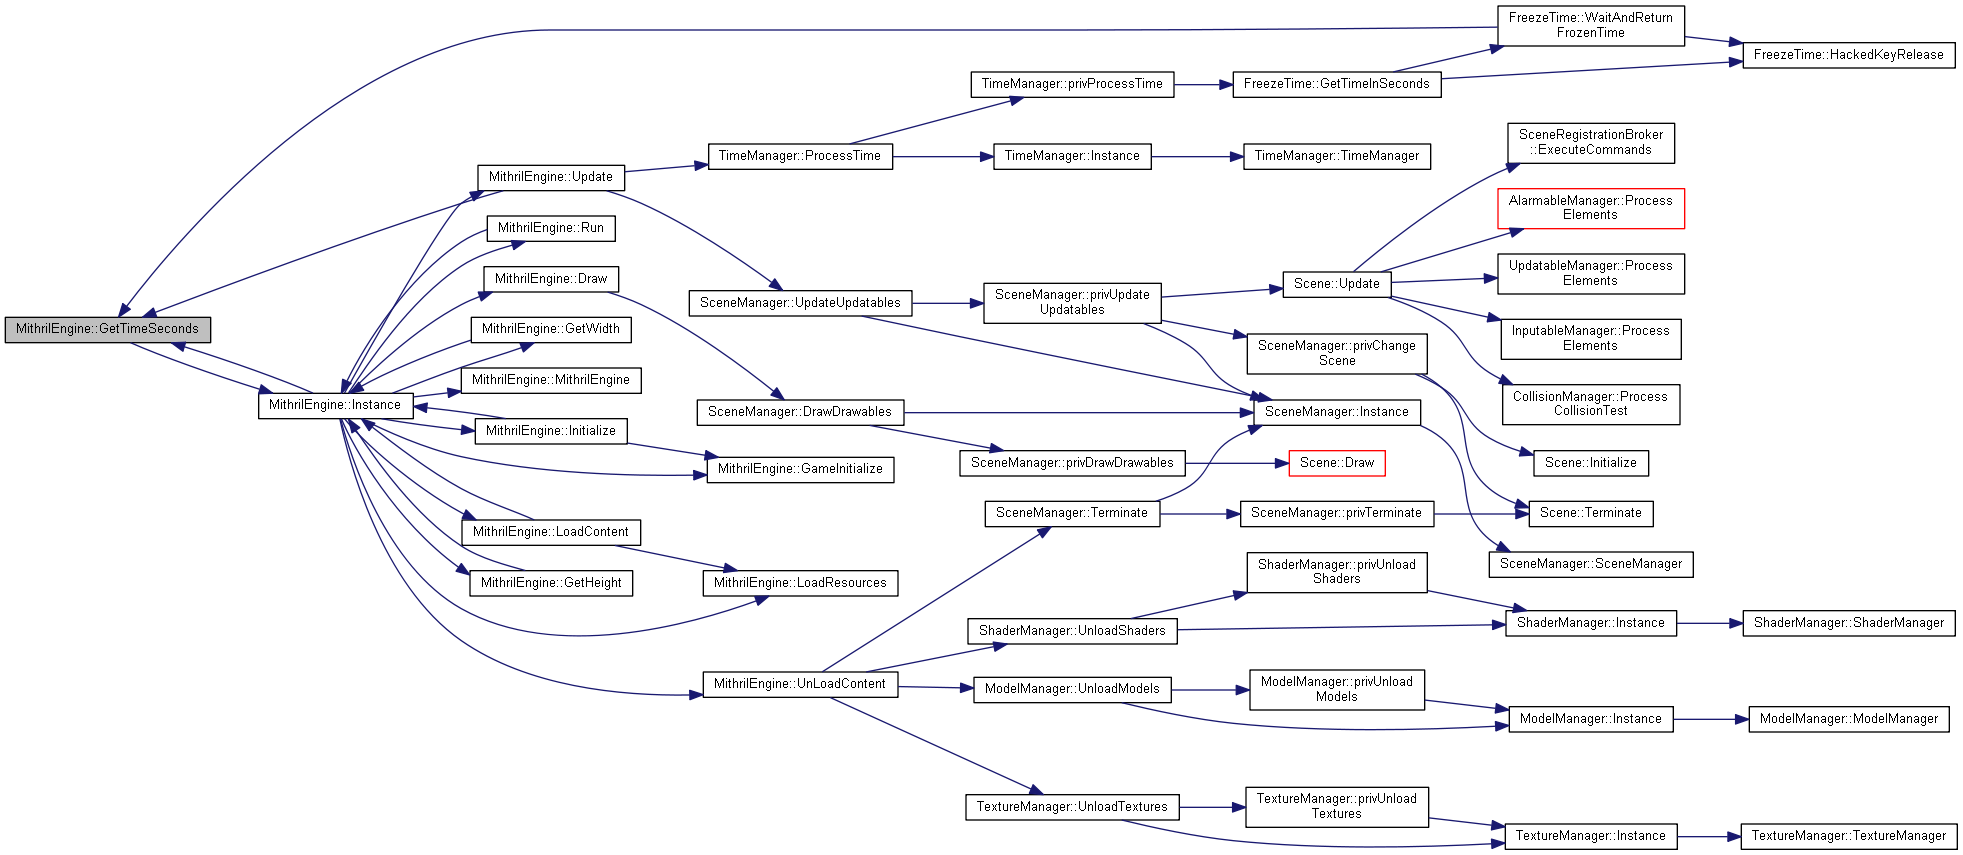 FreezeTime::WaitAndReturn
FrozenTime
FreezeTime::HackedKeyRelease
TimeManager::privProcessTime
FreezeTime::GetTimeInSeconds
SceneRegistrationBroker
::ExecuteCommands
TimeManager::ProcessTime
TimeManager::Instance
TimeManager::TimeManager
MithrilEngine::Update
AlarmableManager::Process
Elements
MithrilEngine::Run
UpdatableManager::Process
Elements
MithrilEngine::Draw
Scene::Update
SceneManager::UpdateUpdatables
SceneManager::privUpdate
Updatables
MithrilEngine::GetTimeSeconds
MithrilEngine::GetWidth
InputableManager::Process
Elements
SceneManager::privChange
Scene
MithrilEngine::MithrilEngine
MithrilEngine::Instance
CollisionManager::Process
CollisionTest
SceneManager::DrawDrawables
SceneManager::Instance
MithrilEngine::Initialize
MithrilEngine::GameInitialize
SceneManager::privDrawDrawables
Scene::Draw
Scene::Initialize
SceneManager::Terminate
SceneManager::privTerminate
Scene::Terminate
MithrilEngine::LoadContent
SceneManager::SceneManager
MithrilEngine::GetHeight
MithrilEngine::LoadResources
ShaderManager::privUnload
Shaders
ShaderManager::UnloadShaders
ShaderManager::Instance
ShaderManager::ShaderManager
MithrilEngine::UnLoadContent
ModelManager::UnloadModels
ModelManager::privUnload
Models
ModelManager::Instance
ModelManager::ModelManager
TextureManager::UnloadTextures
TextureManager::privUnload
Textures
TextureManager::Instance
TextureManager::TextureManager